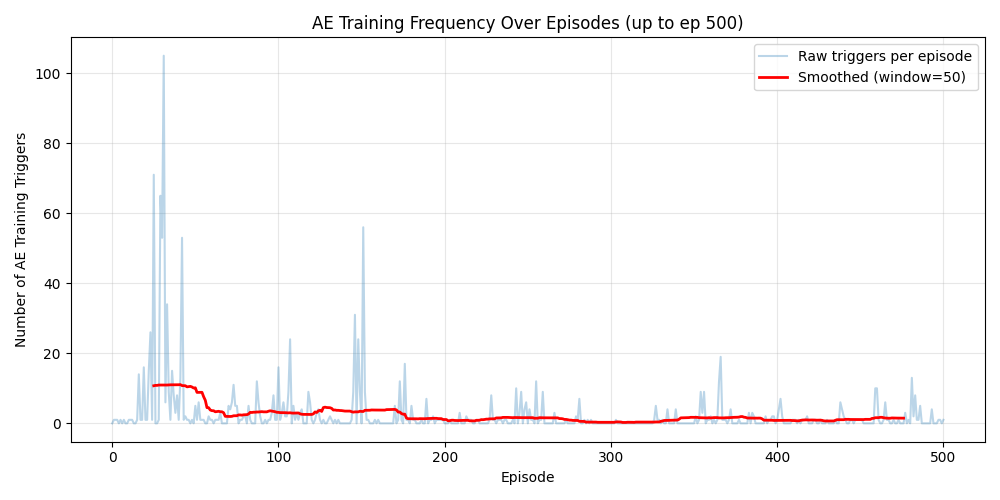 AE Training Frequency Over Episodes (up to ep 500)
Raw triggers per episode
Smoothed (window=50)
Number of AE Training Triggers
100
80
60
40
20
0
0 100 200 300 400 500
Episode